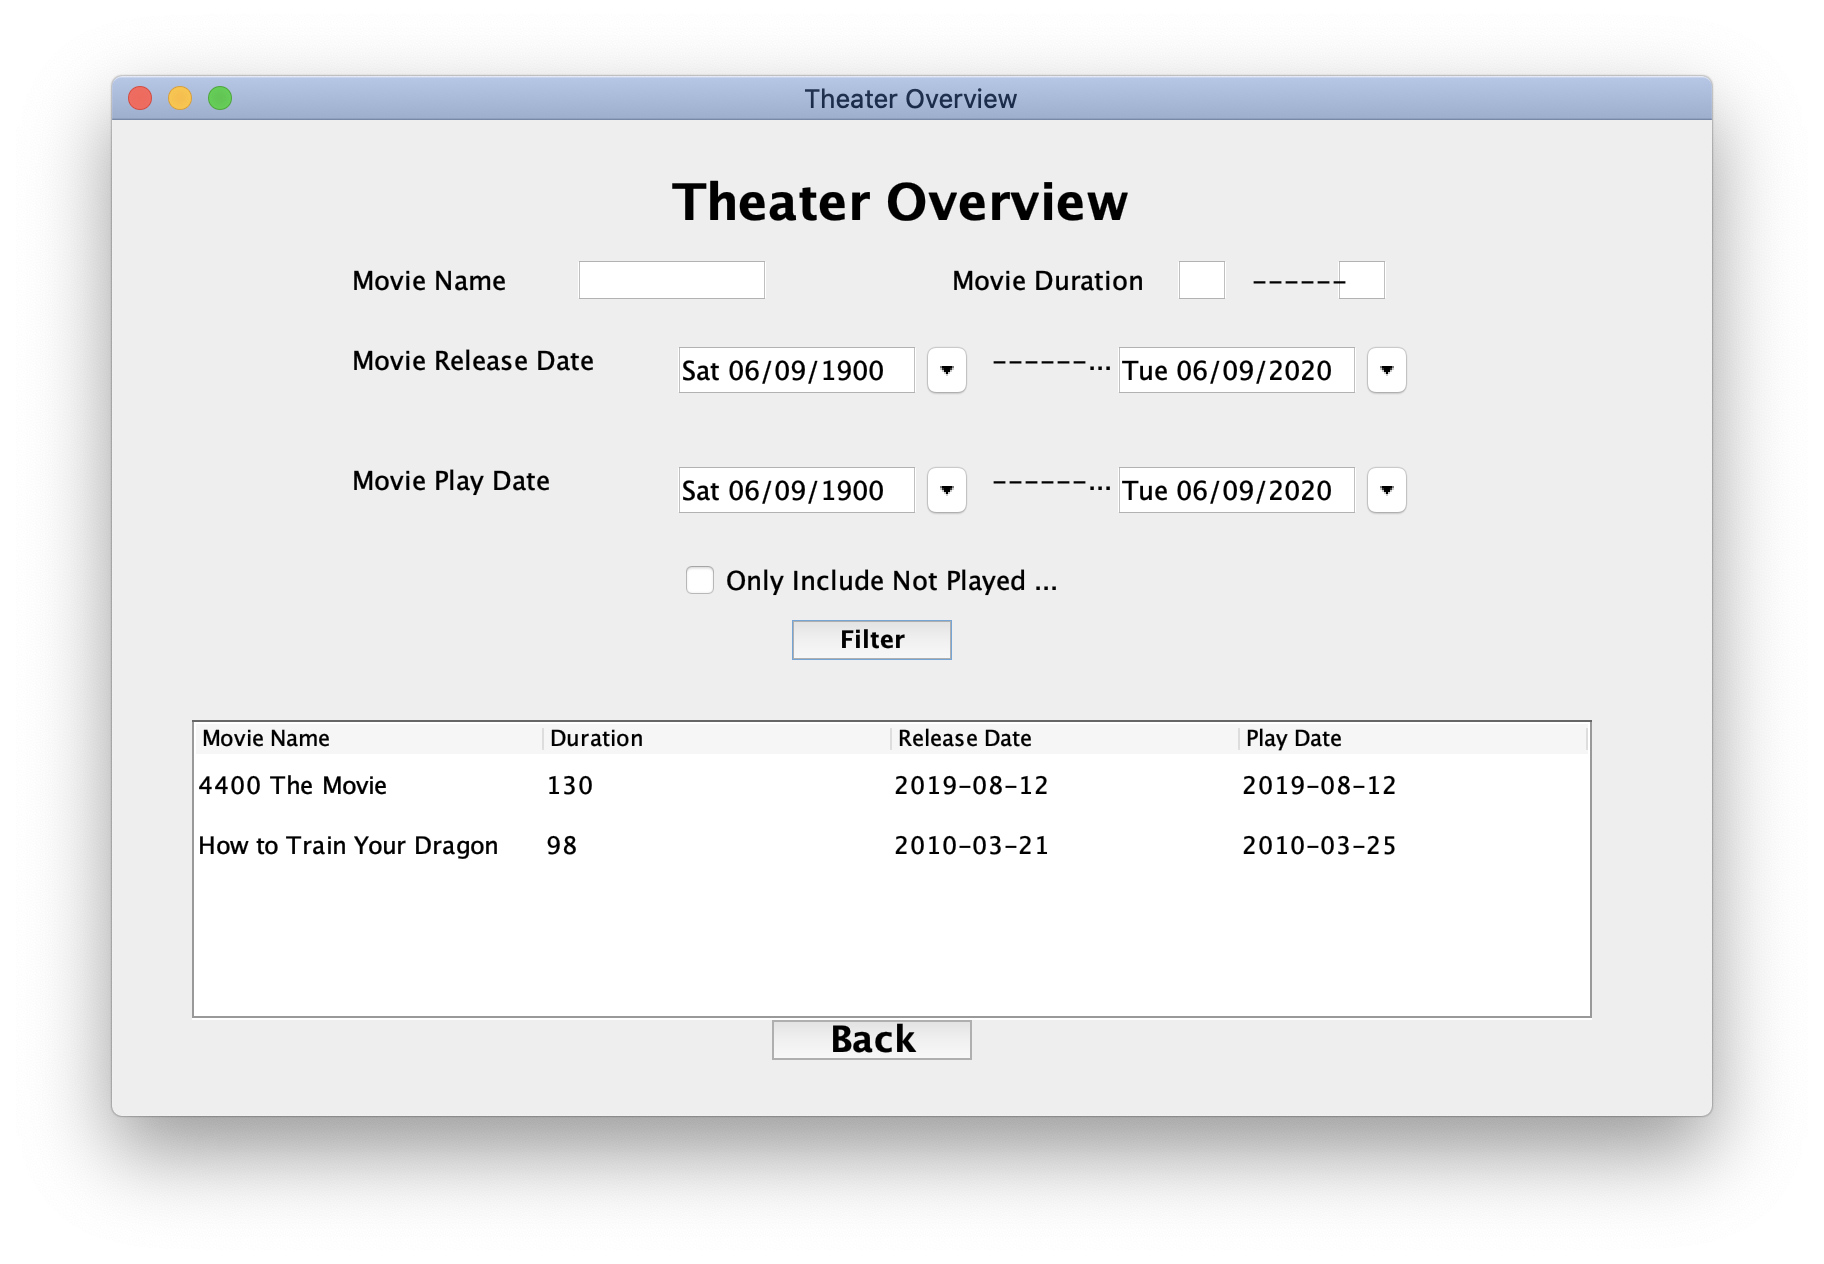 Theater Overview
Theater Overview
Movie Name Movie Duration ------
Movie Release Date Sat 06/09/1900 ------... Tue 06/09/2020
Movie Play Date Sat 06/09/1900 ------... Tue 06/09/2020
Only Include Not Played ...
Filter
Movie Name Duration Release Date Play Date
4400 The Movie 130 2019-08-12 2019-08-12
How to Train Your Dragon 98 2010-03-21 2010-03-25
Back